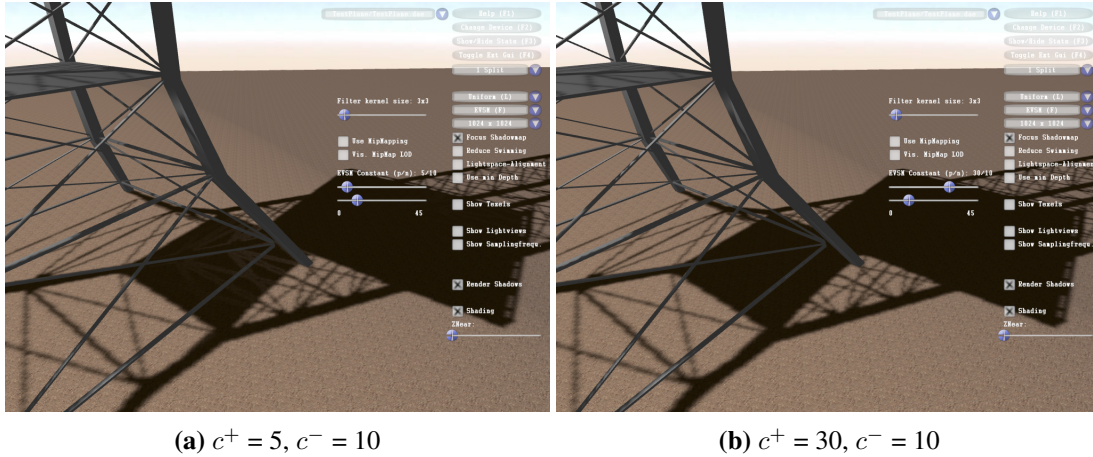 TestPlane/TestPlane.dae
Help (F1)
Change Device (F2)
Show/Hide Stats (F3)
Toggle Ext Gui (F4)
1 Split
Filter kernel size: 3x3
Uniform (L)
EVSM (F)
1024 x 1024
Use MipMapping
Vis. MipMap LOD
Focus Shadowmap
Reduce Swimming
Lightspace-Alignment
Use min Depth
EVSM Constant (p/n): 5/10
0 45
Show Texels
Show Lightviews
Show Samplingfrequ.
Render Shadows
Shading
ZNear:
(a) c⁺ = 5, c⁻ = 10
Help (F1)
Change Device (F2)
Show/Hide Stats (F3)
Toggle Ext Gui (F4)
1 Split
Filter kernel size: 3x3
Uniform (L)
EVSM (F)
1024 x 1024
Use MipMapping
Vis. MipMap LOD
Focus Shadowmap
Reduce Swimming
Lightspace-Alignment
Use min Depth
EVSM Constant (p/n): 30/10
0 45
Show Texels
Show Lightviews
Show Samplingfrequ.
Render Shadows
Shading
ZNear:
(b) c⁺ = 30, c⁻ = 10